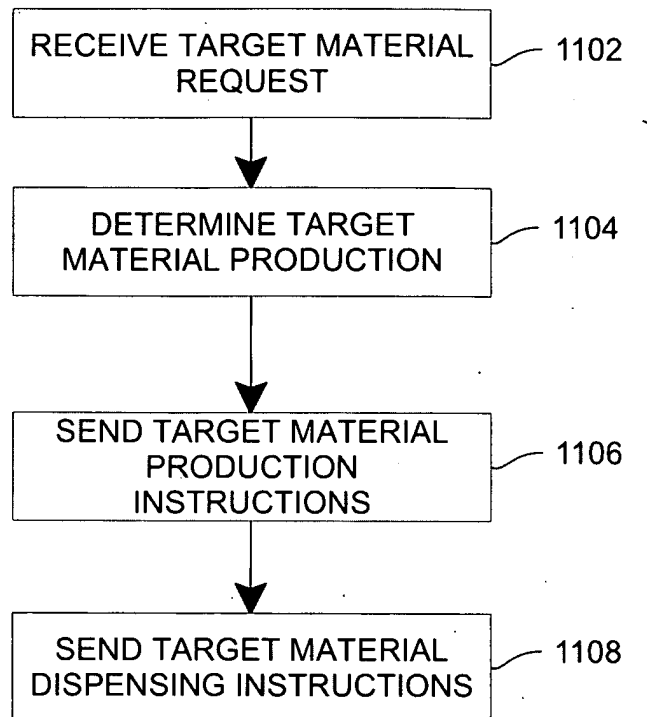 RECEIVE TARGET MATERIAL
REQUEST
1102
DETERMINE TARGET
MATERIAL PRODUCTION
1104
SEND TARGET MATERIAL
PRODUCTION
INSTRUCTIONS
1106
SEND TARGET MATERIAL
DISPENSING INSTRUCTIONS
1108